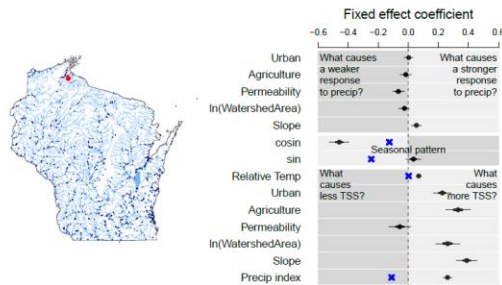 Fixed effect coefficient
−0.6 −0.4 −0.2 0.0 0.2 0.4 0.6
Urban What causes What causes
Agriculture a weaker a stronger
Permeability response response
to precip? to precip?
ln(WatershedArea)
Slope
cosin
Seasonal pattern
sin
Relative Temp What What
Urban causes causes
less TSS? more TSS?
Agriculture
Permeability
ln(WatershedArea)
Slope
Precip index